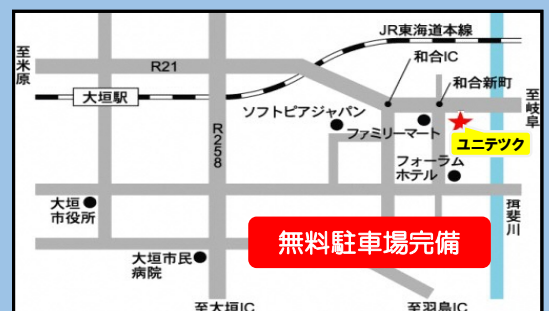 JR東海道本線
至米原
和合IC
R21
和合新町
大垣駅
至岐阜
ソフトピアジャパン
ファミリーマート
ユニテツク
R258
フォーラム
ホテル
大垣
市役所
揖斐川
無料駐車場完備
大垣市民
病院
至大垣IC
至羽島IC